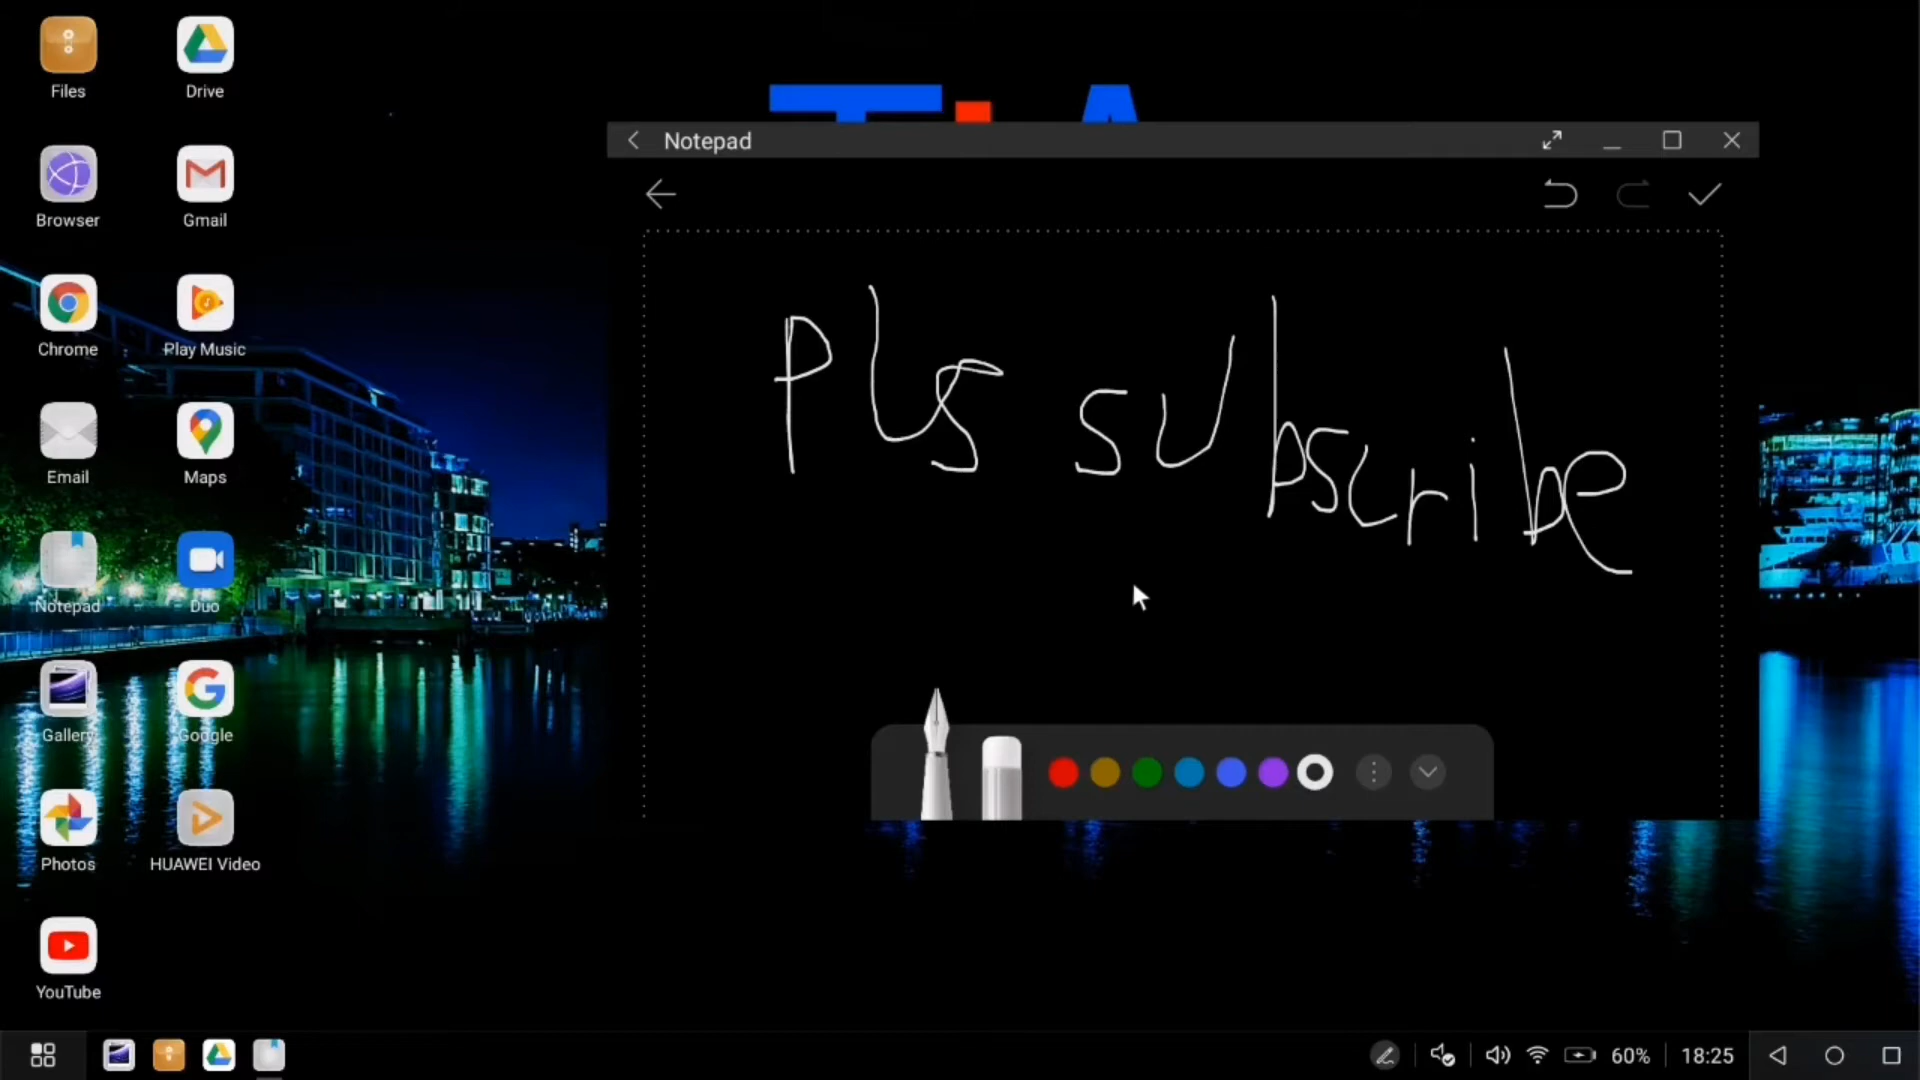 Files
Drive
Browser
Gmail
Chrome
Play Music
Email
Maps
Notepad
Duo
Gallery
Google
Photos
HUAWEI Video
YouTube
Notepad
Pls subscribe
60%
18:25